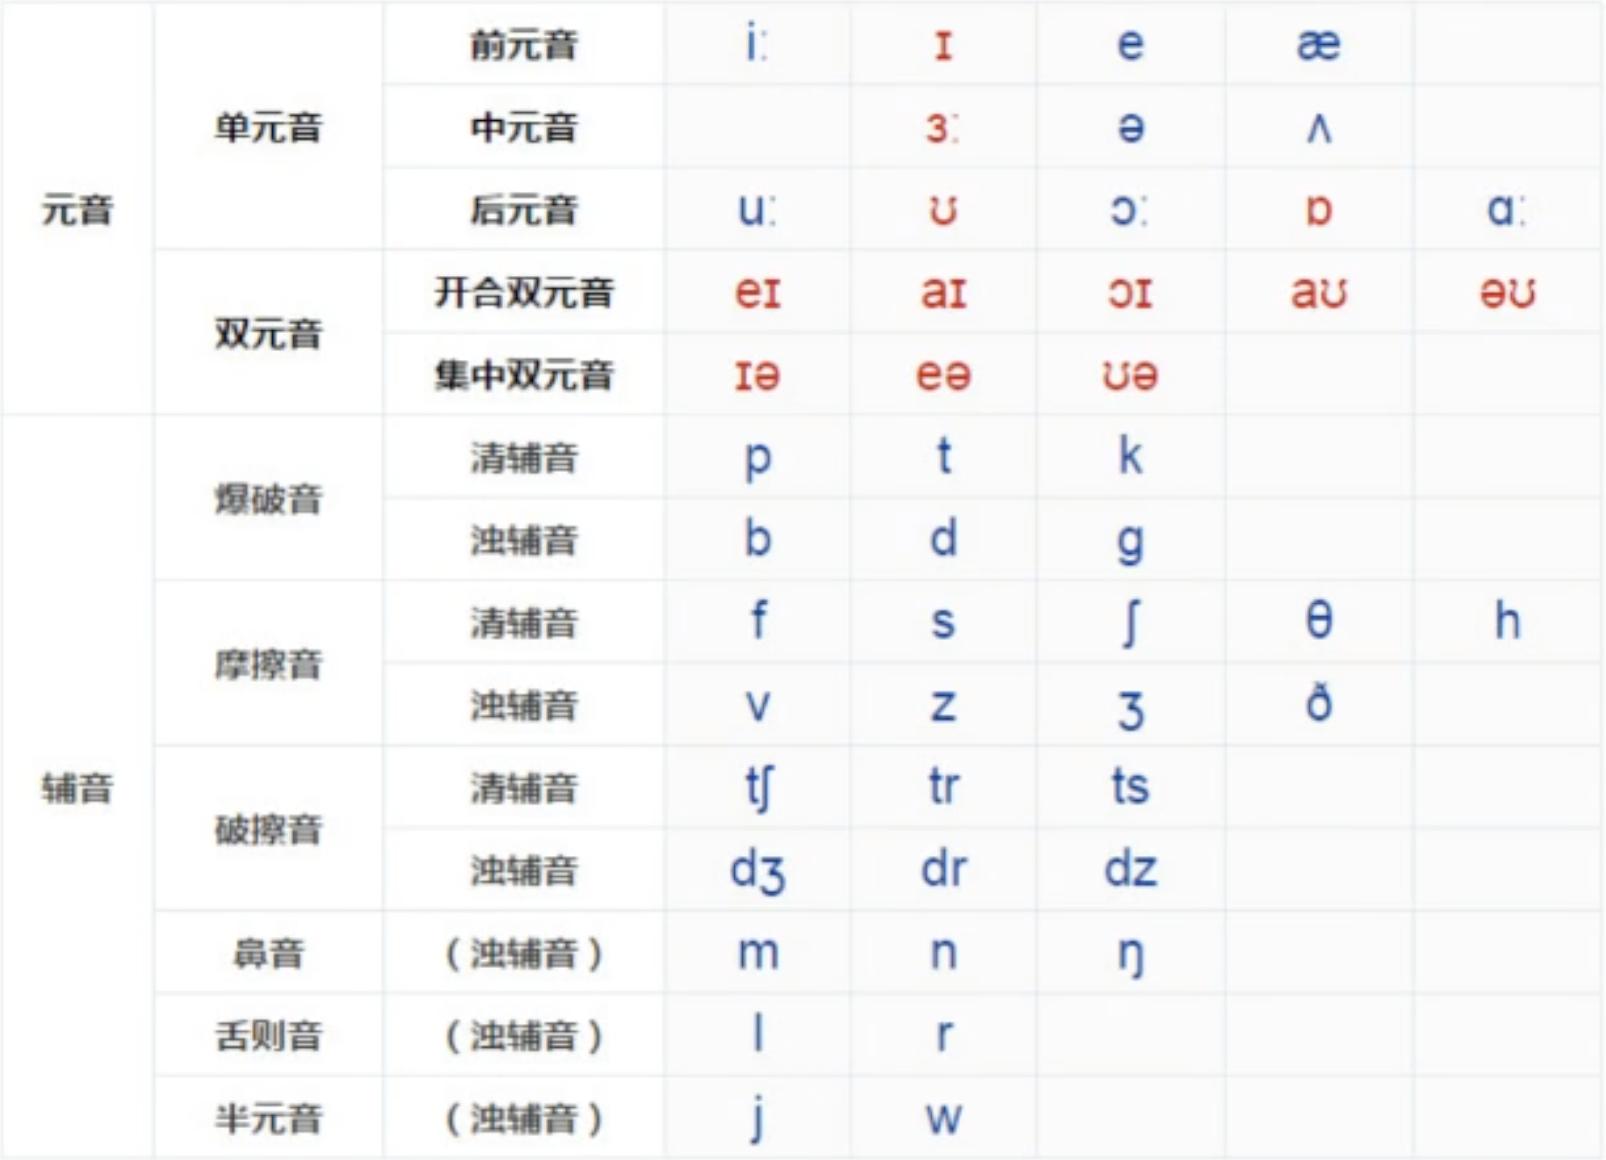 元音 单元音 前元音 iː ɪ e æ
中元音 ɜː ə ʌ
后元音 uː ʊ ɔː ɒ ɑː
双元音 开合双元音 eɪ aɪ ɔɪ aʊ əʊ
集中双元音 ɪə eə ʊə
辅音 爆破音 清辅音 p t k
浊辅音 b d g
摩擦音 清辅音 f s ʃ θ h
浊辅音 v z ʒ ð
破擦音 清辅音 tʃ tr ts
浊辅音 dʒ dr dz
鼻音 （浊辅音） m n ŋ
舌则音 （浊辅音） l r
半元音 （浊辅音） j w